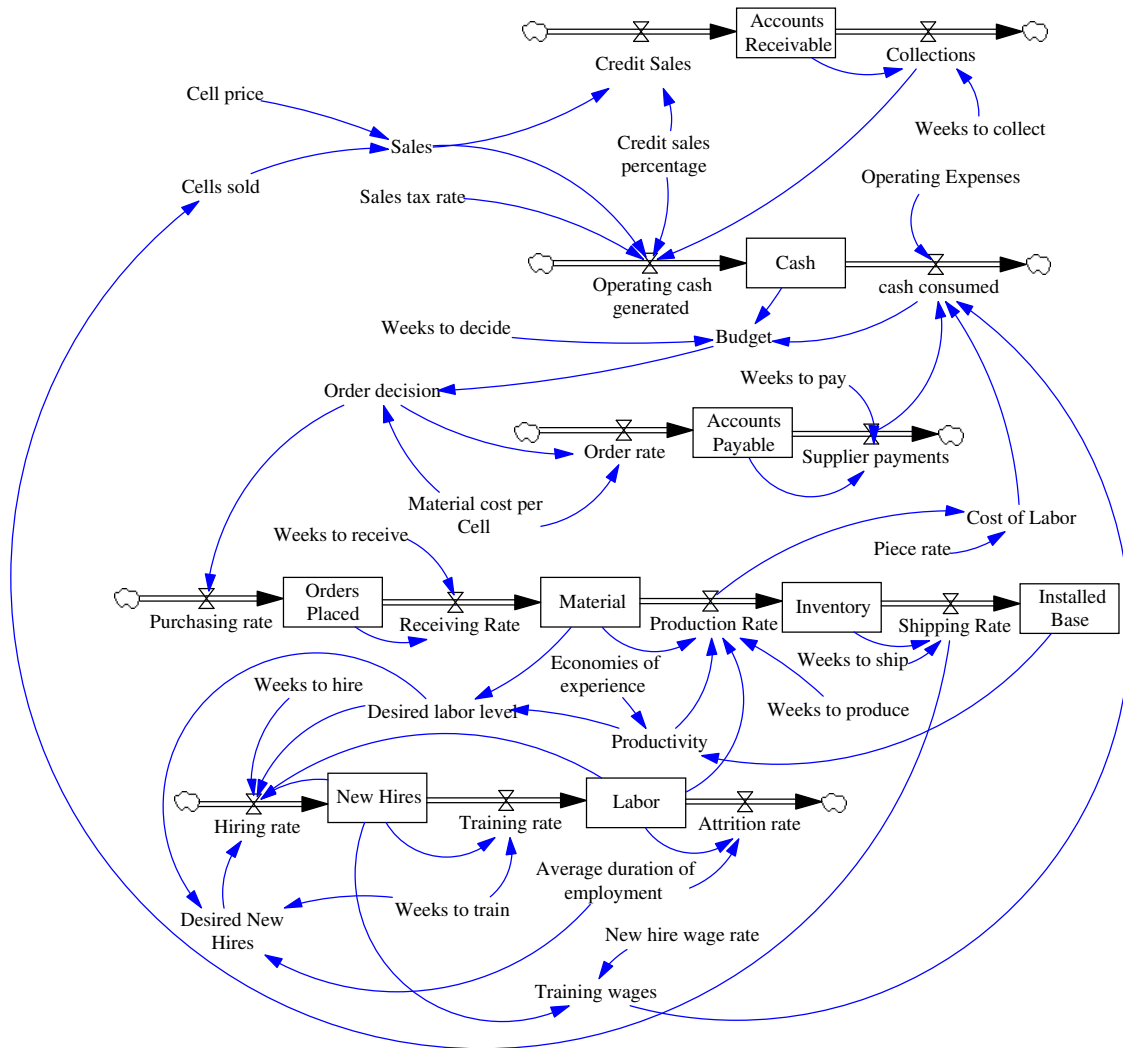 Accounts
Receivable
Credit Sales
Collections
Cell price
Weeks to collect
Sales
Credit sales
percentage
Cells sold
Sales tax rate
Operating Expenses
Cash
Operating cash
generated
cash consumed
Weeks to decide
Budget
Weeks to pay
Order decision
Accounts
Payable
Order rate
Supplier payments
Material cost per
Cell
Cost of Labor
Weeks to receive
Piece rate
Orders
Placed
Material
Inventory
Installed
Base
Purchasing rate
Receiving Rate
Production Rate
Shipping Rate
Economies of
experience
Weeks to ship
Weeks to hire
Desired labor level
Weeks to produce
Productivity
New Hires
Labor
Hiring rate
Training rate
Attrition rate
Average duration of
employment
Desired New
Hires
Weeks to train
New hire wage rate
Training wages